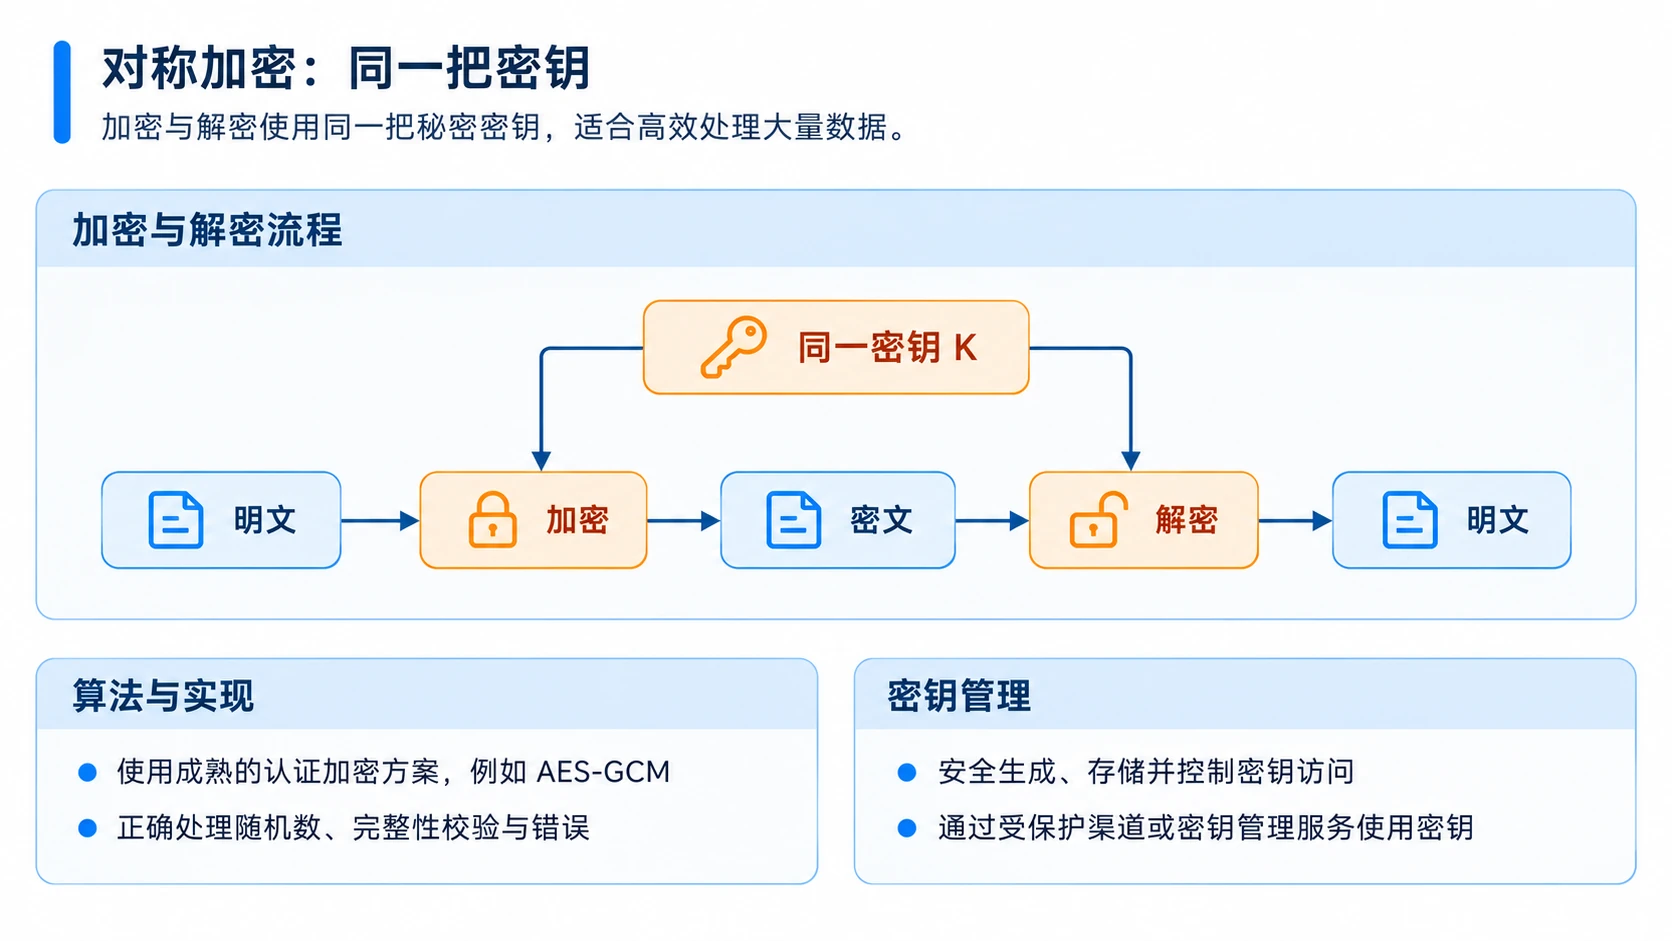 对称加密：同一把密钥
加密与解密使用同一把秘密密钥，适合高效处理大量数据。
加密与解密流程
同一密钥 K
明文
加密
密文
解密
明文
算法与实现
使用成熟的认证加密方案，例如 AES-GCM
正确处理随机数、完整性校验与错误
密钥管理
安全生成、存储并控制密钥访问
通过受保护渠道或密钥管理服务使用密钥